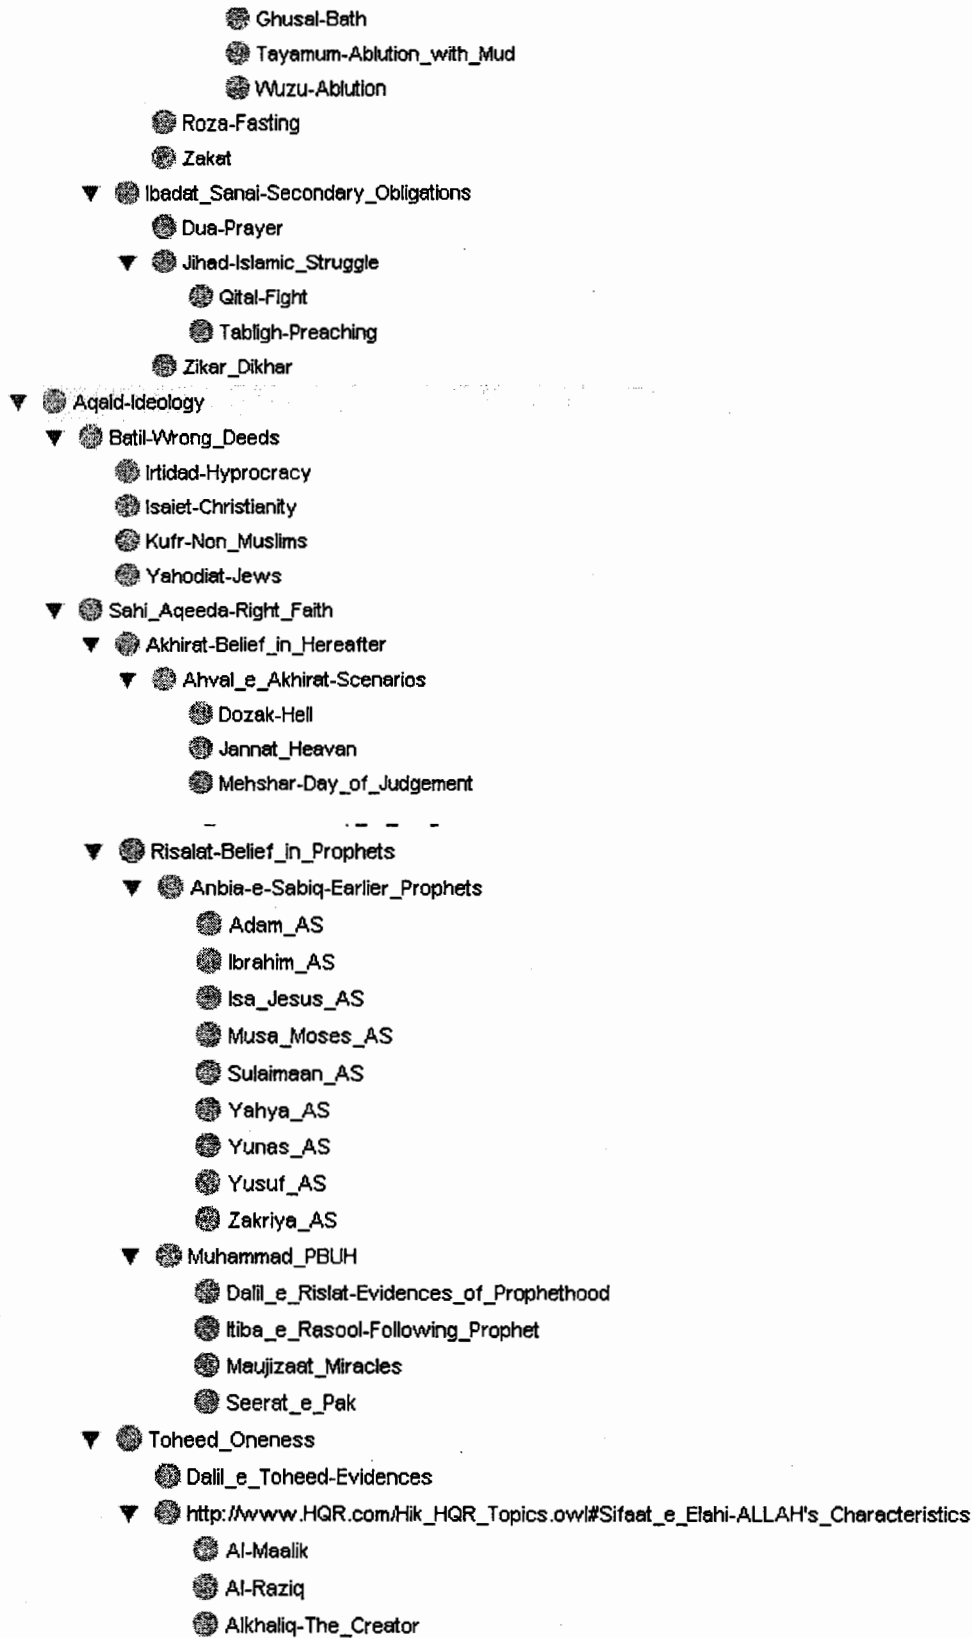 Ghusal-Bath
Tayamum-Ablution_with_Mud
Wuzu-Ablution
Roza-Fasting
Zakat
Ibadat_Sanai-Secondary_Obligations
Dua-Prayer
Jihad-Islamic_Struggle
Qital-Fight
Tabligh-Preaching
Zikar_Dikhar
Aqaid-Ideology
Batil-Wrong_Deeds
Irtidad-Hyprocracy
Isaiet-Christianity
Kufr-Non_Muslims
Yahodiat-Jews
Sahi_Aqeeda-Right_Faith
Akhirat-Belief_in_Hereafter
Ahval_e_Akhirat-Scenarios
Dozak-Hell
Jannat_Heavan
Mehshar-Day_of_Judgement
Risalat-Belief_in_Prophets
Anbia-e-Sabiq-Earlier_Prophets
Adam_AS
Ibrahim_AS
Isa_Jesus_AS
Musa_Moses_AS
Sulaimaan_AS
Yahya_AS
Yunas_AS
Yusuf_AS
Zakriya_AS
Muhammad_PBUH
Dalil_e_Rislat-Evidences_of_Prophethood
Itiba_e_Rasool-Following_Prophet
Maujizaat_Miracles
Seerat_e_Pak
Toheed_Oneness
Dalil_e_Toheed-Evidences
http://www.HQR.com/Hik_HQR_Topics.owl#Sifaat_e_Elahi-ALLAH's_Characteristics
Al-Maalik
Al-Raziq
Alkhaliq-The_Creator